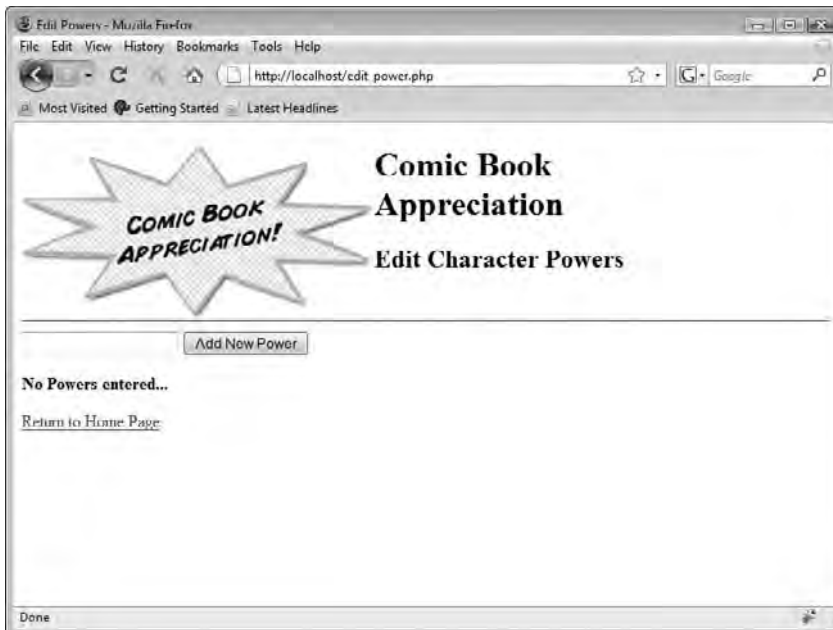 Edit Powers - Mozilla Firefox
File Edit View History Bookmarks Tools Help
http://localhost/edit power.php
Google
Most Visited Getting Started Latest Headlines
COMIC BOOK
APPRECIATION!
Comic Book
Appreciation
Edit Character Powers
Add New Power
No Powers entered...
Return to Home Page
Done